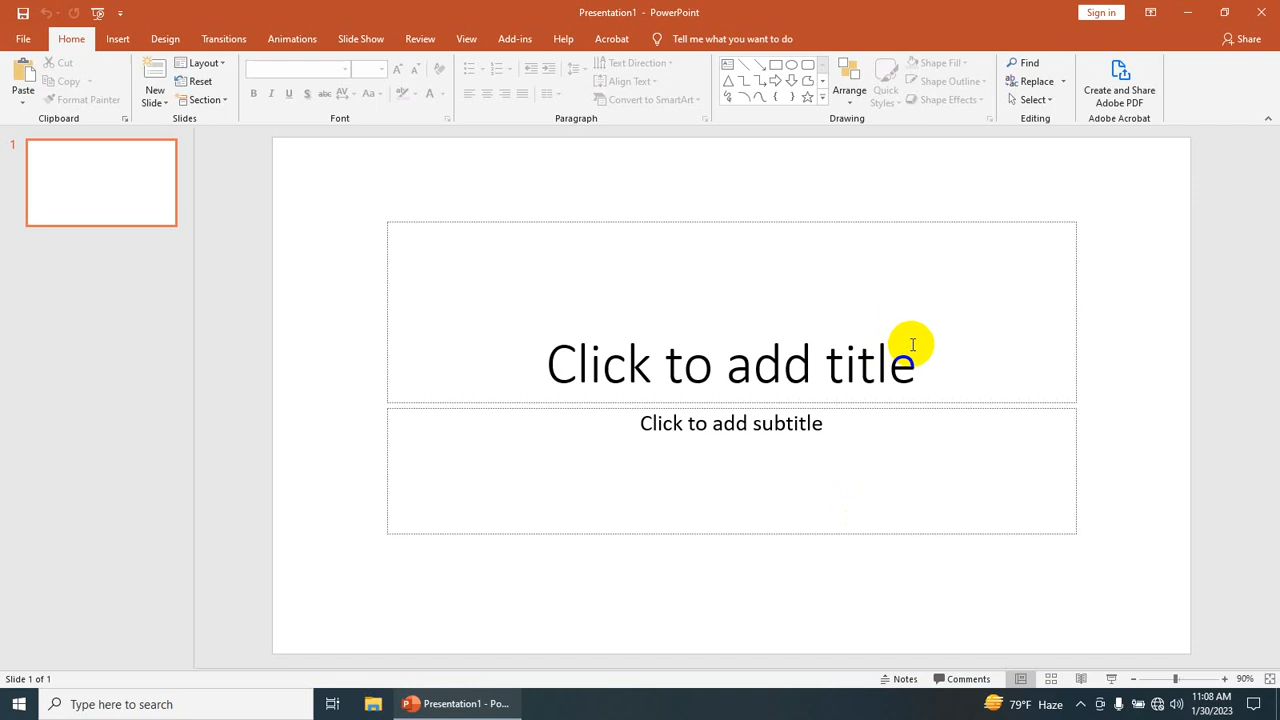 Presentation1 - PowerPoint
Sign in
File Home Insert Design Transitions Animations Slide Show Review View Add-ins Help Acrobat Tell me what you want to do Share
Paste
Cut
Copy
Format Painter
Clipboard
New Slide
Layout
Reset
Section
Slides
B I U S abc AV Aa A
Font
Text Direction
Align Text
Convert to SmartArt
Paragraph
Arrange
Quick Styles
Shape Fill
Shape Outline
Shape Effects
Drawing
Find
Replace
Select
Editing
Create and Share Adobe PDF
Adobe Acrobat
1
Click to add title
Click to add subtitle
Slide 1 of 1
Notes
Comments
90%
Type here to search
Presentation1 - Po...
79°F Haze
11:08 AM
1/30/2023